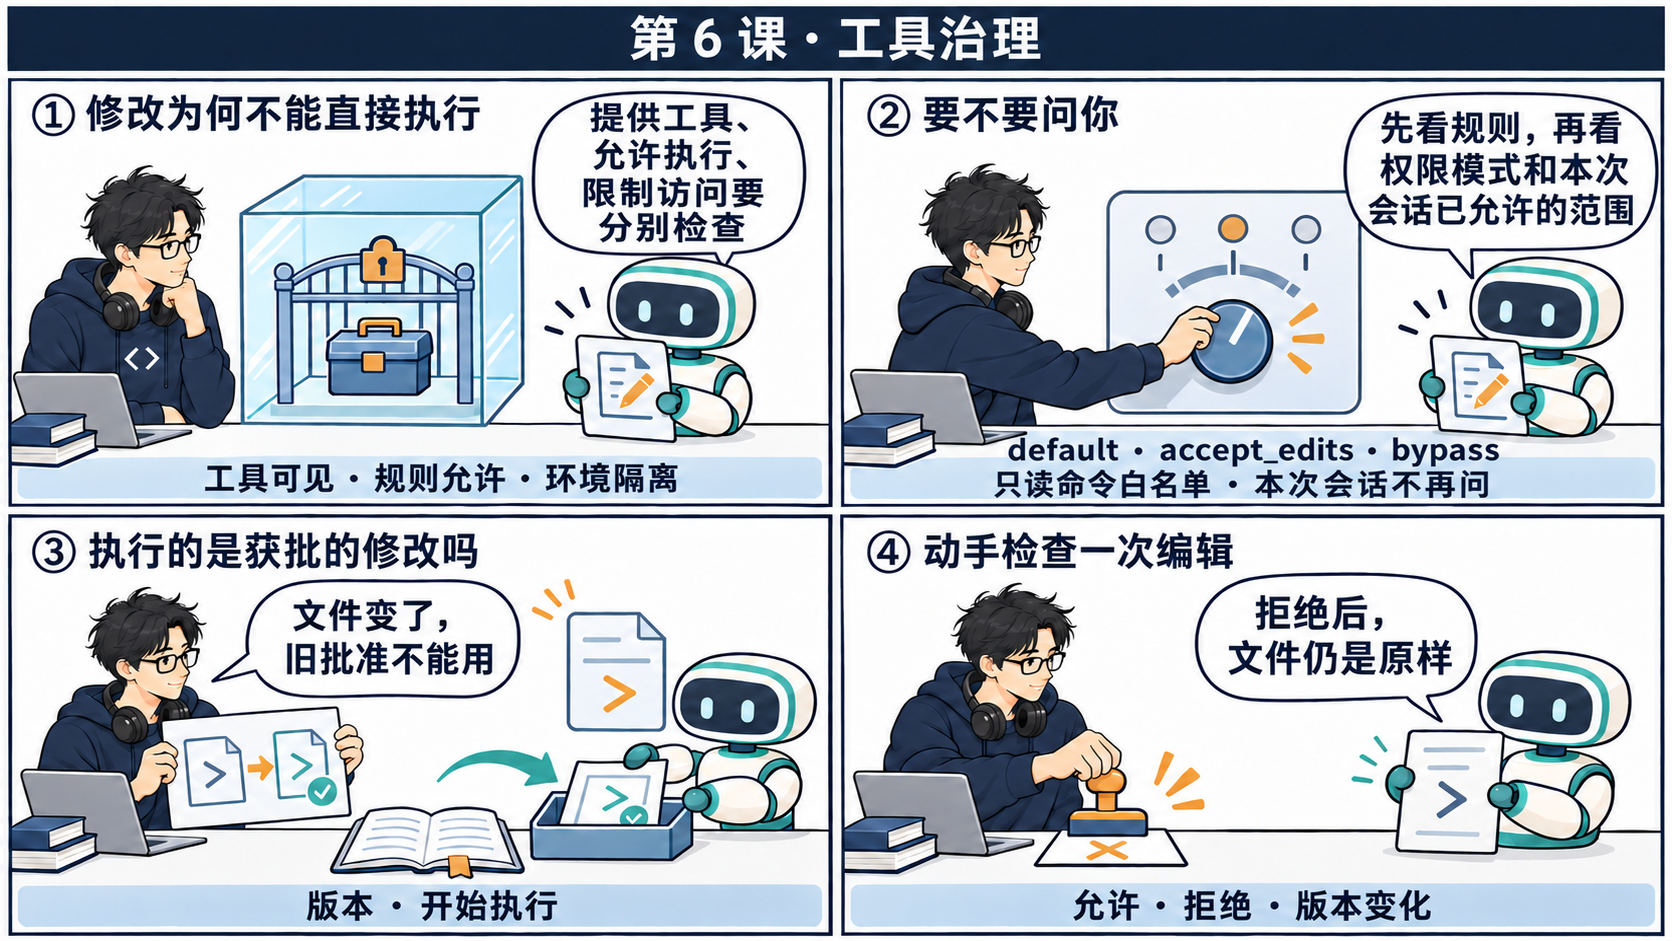 第 6 课 · 工具治理
① 修改为何不能直接执行
提供工具、
允许执行、
限制访问要
分别检查
<>
工具可见 · 规则允许 · 环境隔离
② 要不要问你
先看规则，再看
权限模式和本次
会话已允许的范围
default · accept_edits · bypass
只读命令白名单 · 本次会话不再问
③ 执行的是获批的修改吗
文件变了，
旧批准不能用
版本 · 开始执行
④ 动手检查一次编辑
拒绝后，
文件仍是原样
允许 · 拒绝 · 版本变化